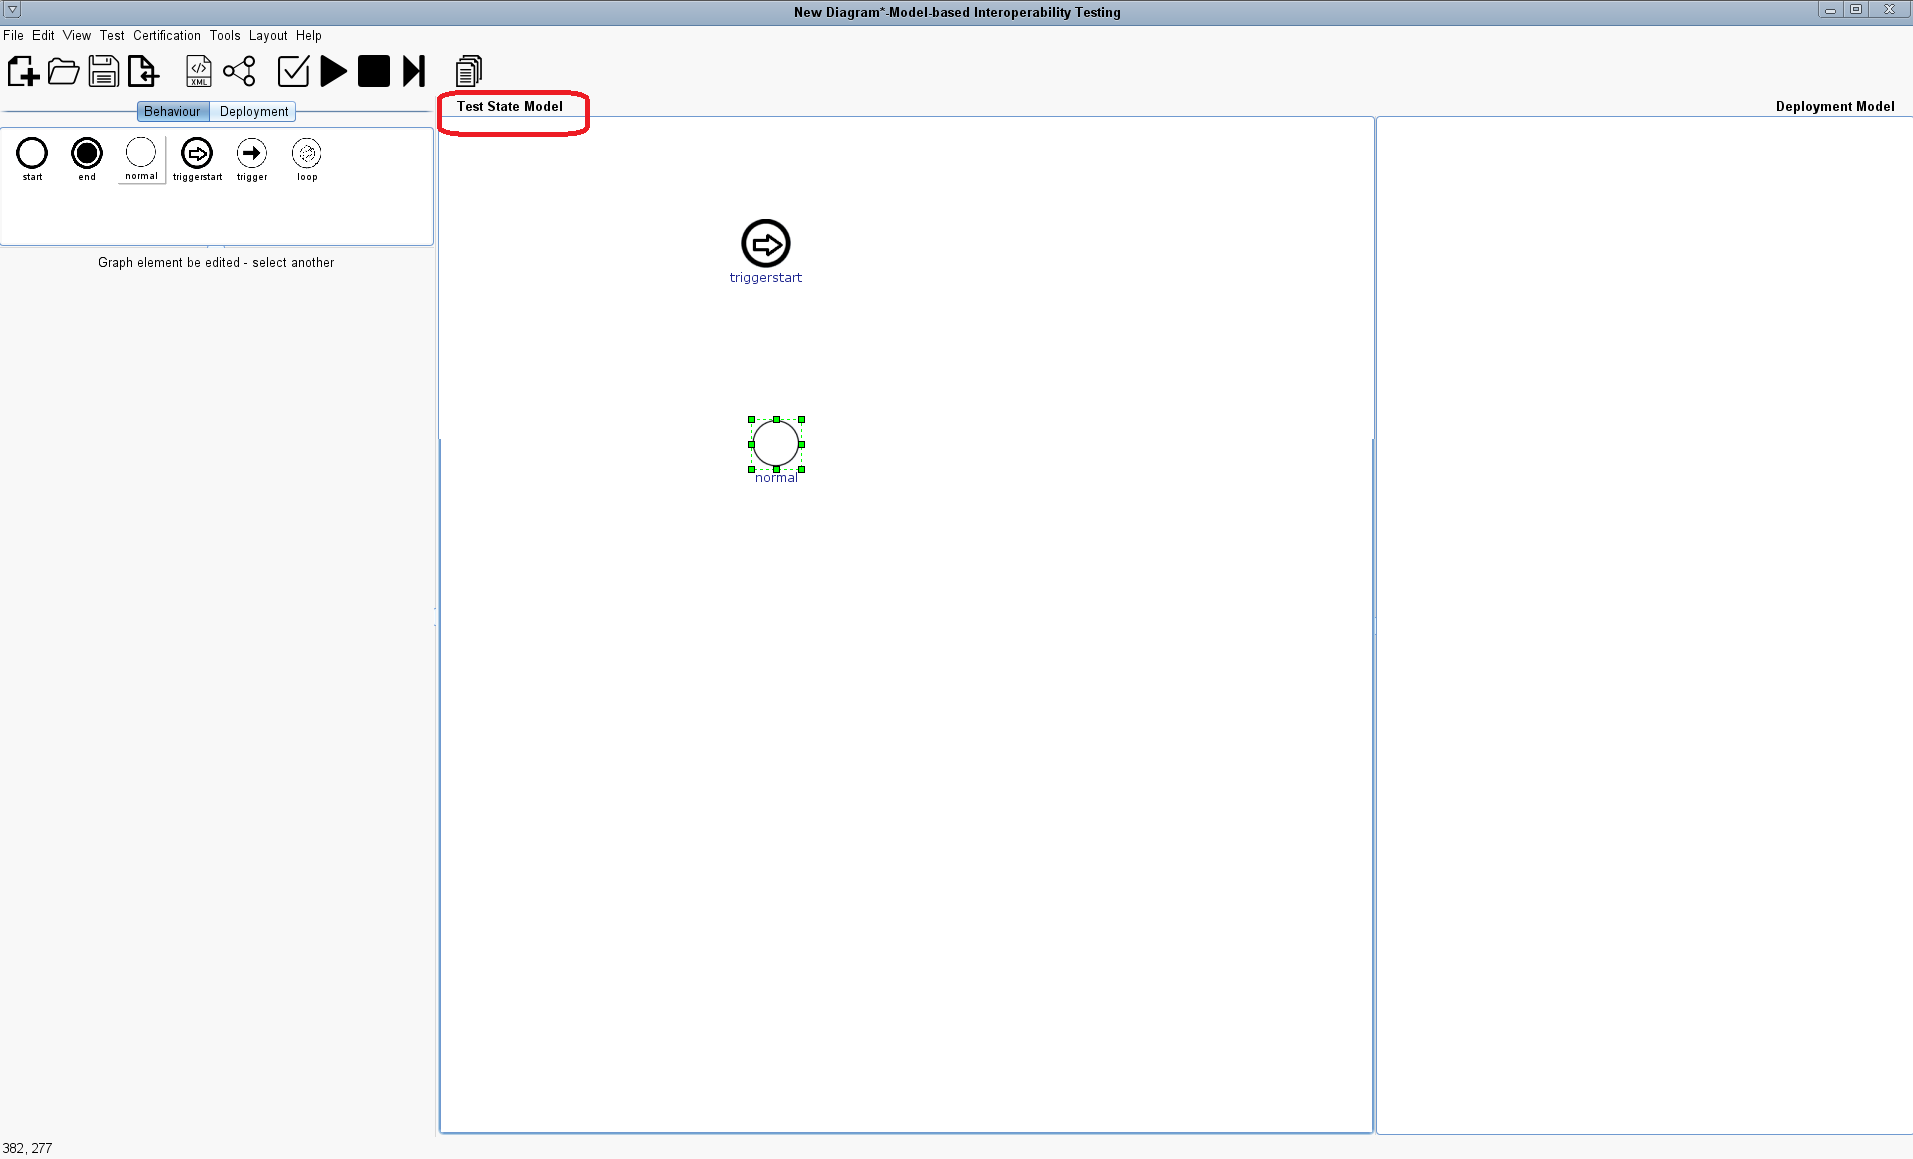 New Diagram*-Model-based Interoperability Testing
File Edit View Test Certification Tools Layout Help
XML
Behaviour Deployment
Test State Model
Deployment Model
start end normal triggerstart trigger loop
Graph element be edited - select another
triggerstart
normal
382, 277